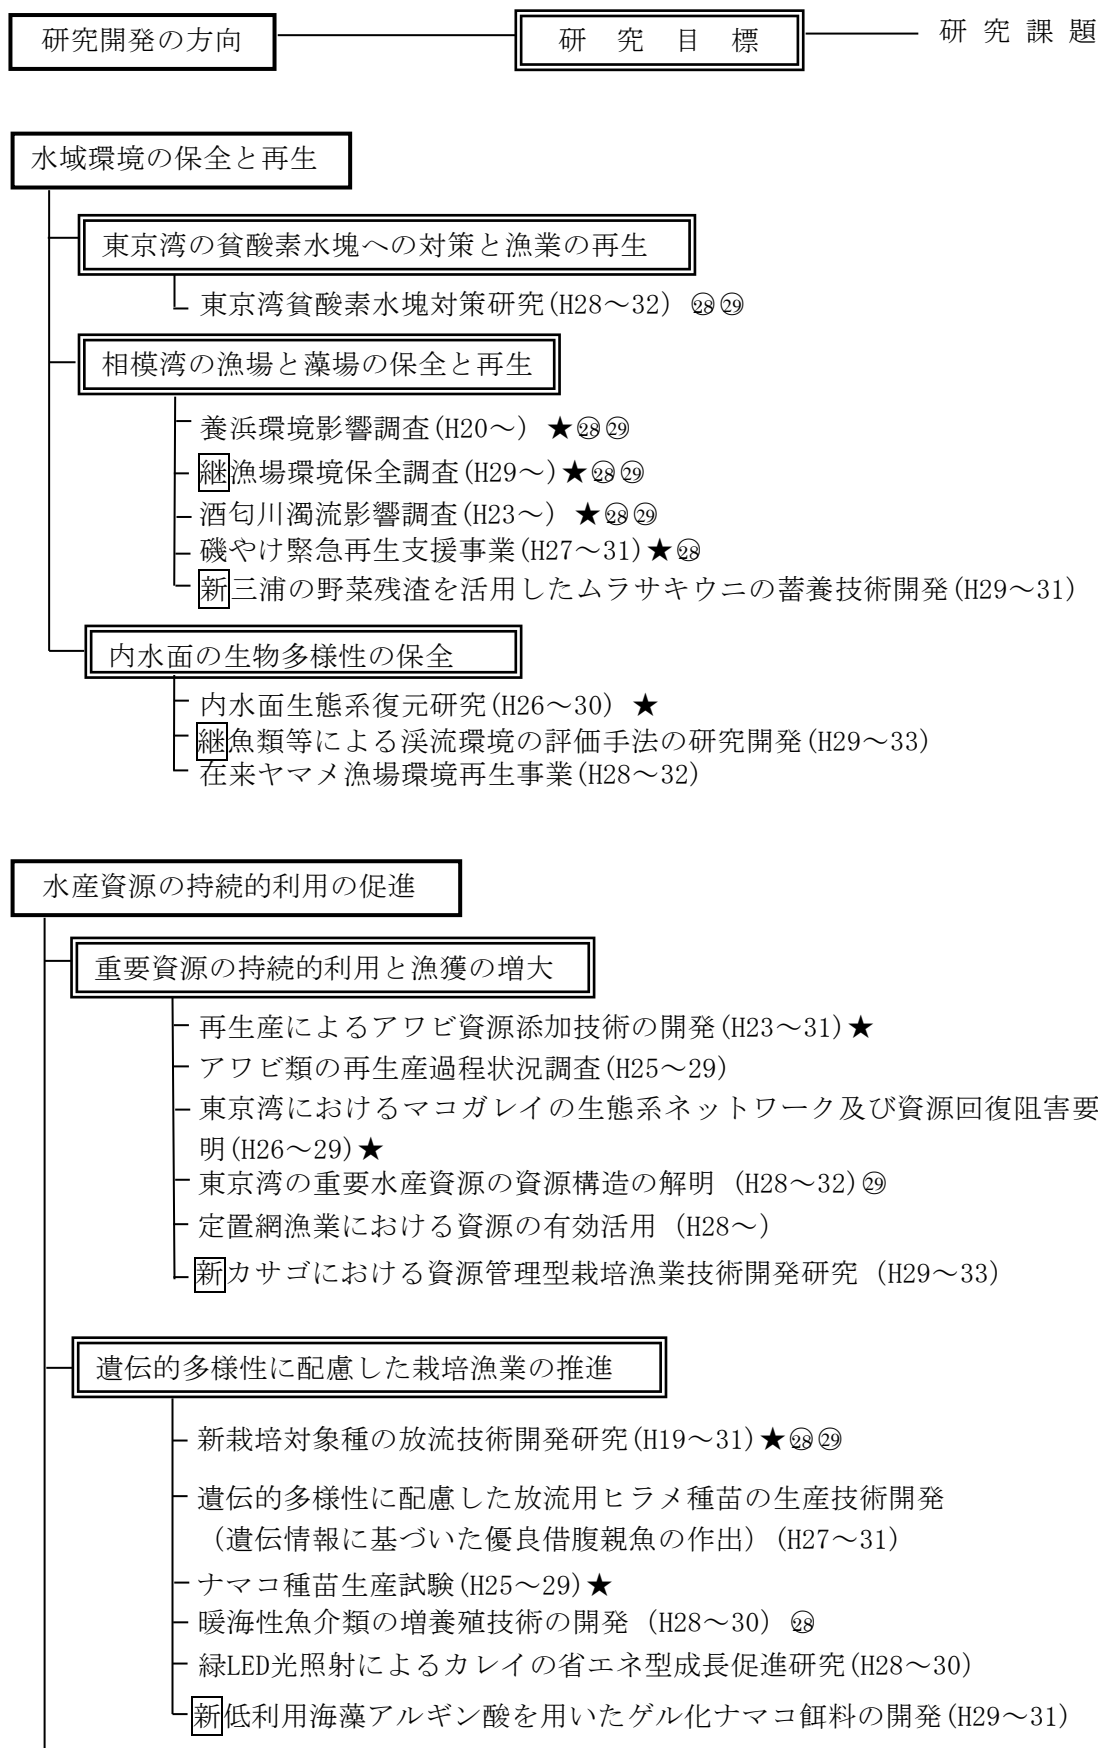 研究開発の方向 研 究 目 標 研 究 課 題
水域環境の保全と再生
東京湾の貧酸素水塊への対策と漁業の再生
東京湾貧酸素水塊対策研究(H28～32) ㉘㉙
相模湾の漁場と藻場の保全と再生
養浜環境影響調査(H20～) ★㉘㉙
継漁場環境保全調査(H29～)★㉘㉙
酒匂川濁流影響調査(H23～) ★㉘㉙
磯やけ緊急再生支援事業(H27～31)★㉘
新三浦の野菜残渣を活用したムラサキウニの蓄養技術開発(H29～31)
内水面の生物多様性の保全
内水面生態系復元研究(H26～30) ★
継魚類等による渓流環境の評価手法の研究開発(H29～33)
在来ヤマメ漁場環境再生事業(H28～32)
水産資源の持続的利用の促進
重要資源の持続的利用と漁獲の増大
再生産によるアワビ資源添加技術の開発(H23～31)★
アワビ類の再生産過程状況調査(H25～29)
東京湾におけるマコガレイの生態系ネットワーク及び資源回復阻害要
明(H26～29)★
東京湾の重要水産資源の資源構造の解明 (H28～32)㉙
定置網漁業における資源の有効活用 (H28～)
新カサゴにおける資源管理型栽培漁業技術開発研究 (H29～33)
遺伝的多様性に配慮した栽培漁業の推進
新栽培対象種の放流技術開発研究(H19～31)★㉘㉙
遺伝的多様性に配慮した放流用ヒラメ種苗の生産技術開発
（遺伝情報に基づいた優良借腹親魚の作出）(H27～31)
ナマコ種苗生産試験(H25～29)★
暖海性魚介類の増養殖技術の開発 (H28～30) ㉘
緑LED光照射によるカレイの省エネ型成長促進研究(H28～30)
新低利用海藻アルギン酸を用いたゲル化ナマコ餌料の開発(H29～31)